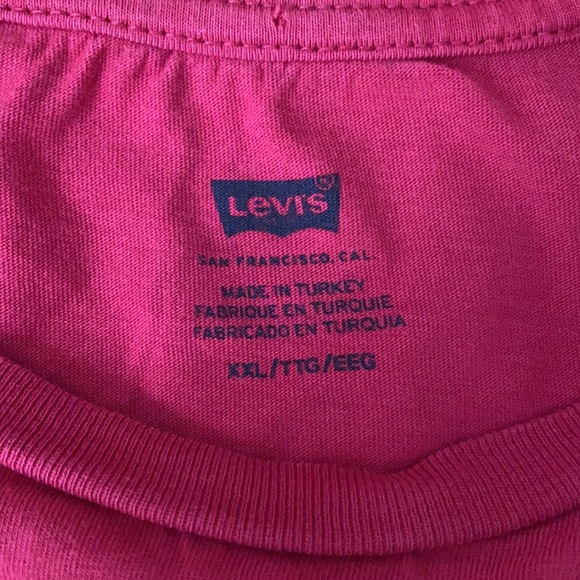 Levi's
SAN FRANCISCO, CAL.
MADE IN TURKEY
FABRIQUE EN TURQUIE
FABRICADO EN TURQUIA
XXL/TTG/EEG